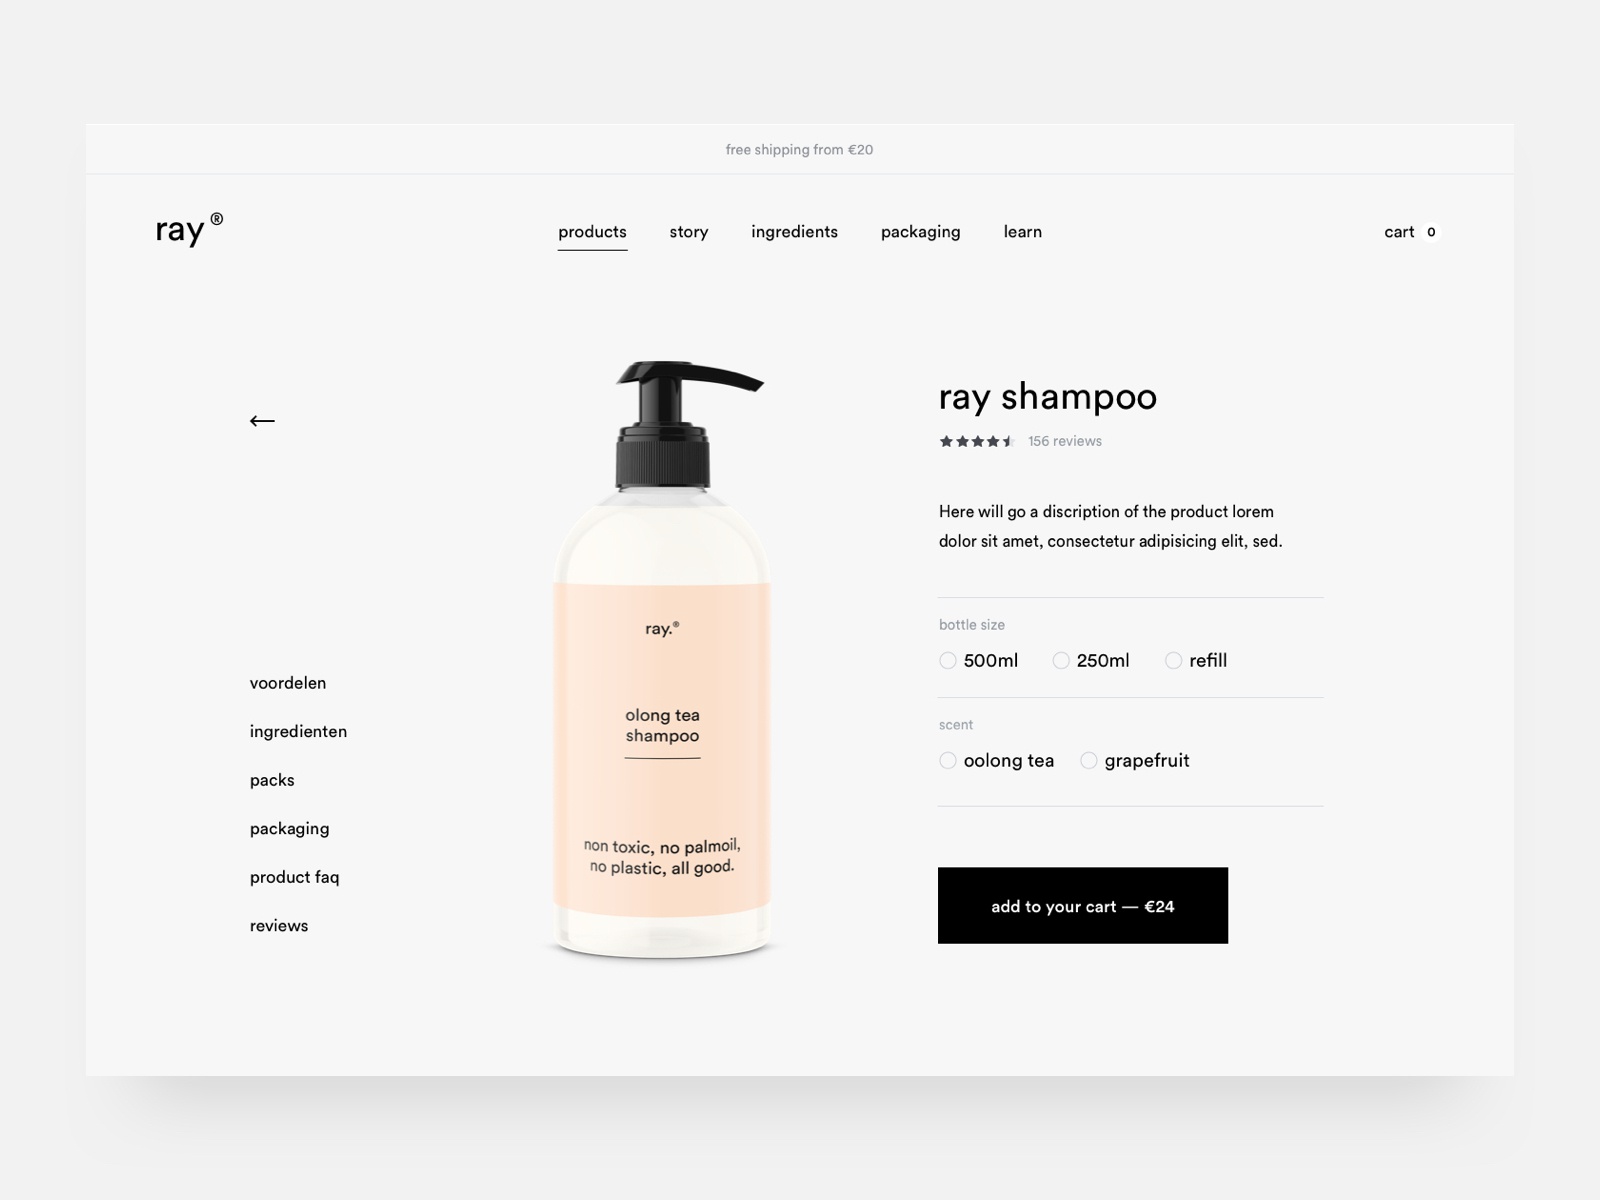 free shipping from €20
ray ®
products story ingredients packaging learn
cart 0
voordelen
ingredienten
packs
packaging
product faq
reviews
ray.®
olong tea
shampoo
non toxic, no palmoil,
no plastic, all good.
ray shampoo
156 reviews
Here will go a discription of the product lorem
dolor sit amet, consectetur adipisicing elit, sed.
bottle size
500ml 250ml refill
scent
oolong tea grapefruit
add to your cart — €24